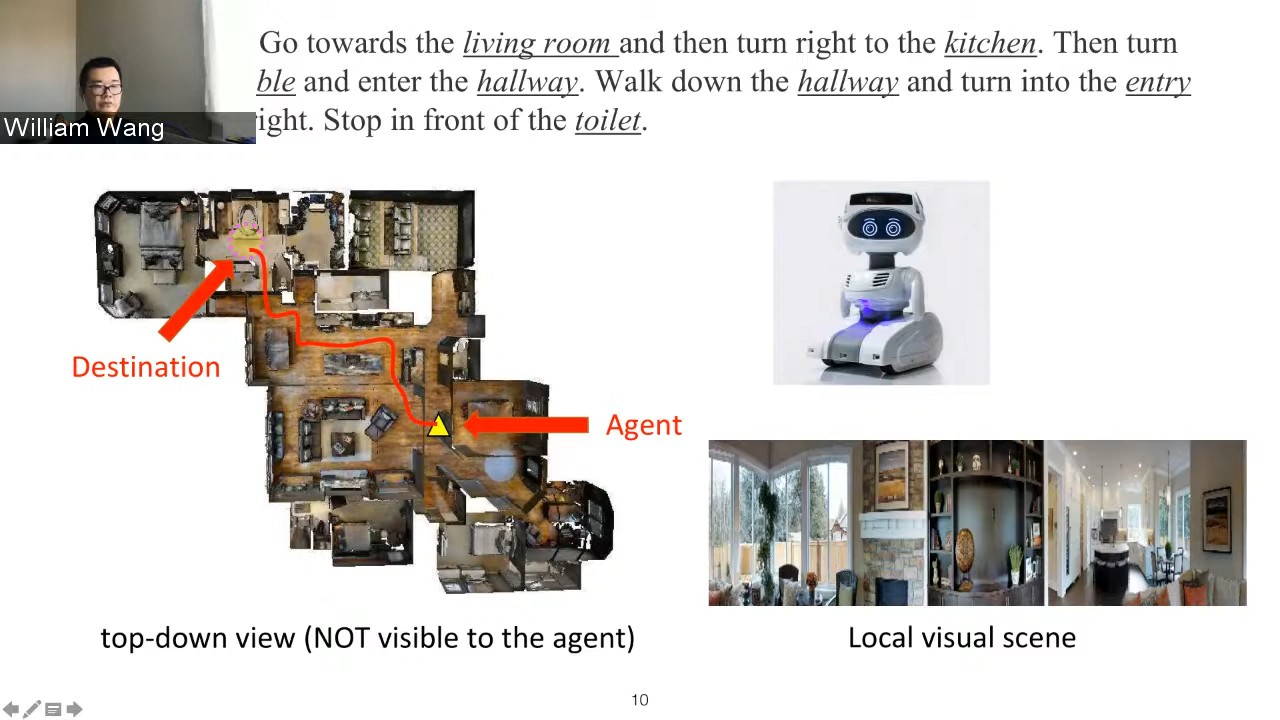 Go towards the living room and then turn right to the kitchen. Then turn
ble and enter the hallway. Walk down the hallway and turn into the entry
William Wang
ight. Stop in front of the toilet.
Destination
Agent
top-down view (NOT visible to the agent)
Local visual scene
10